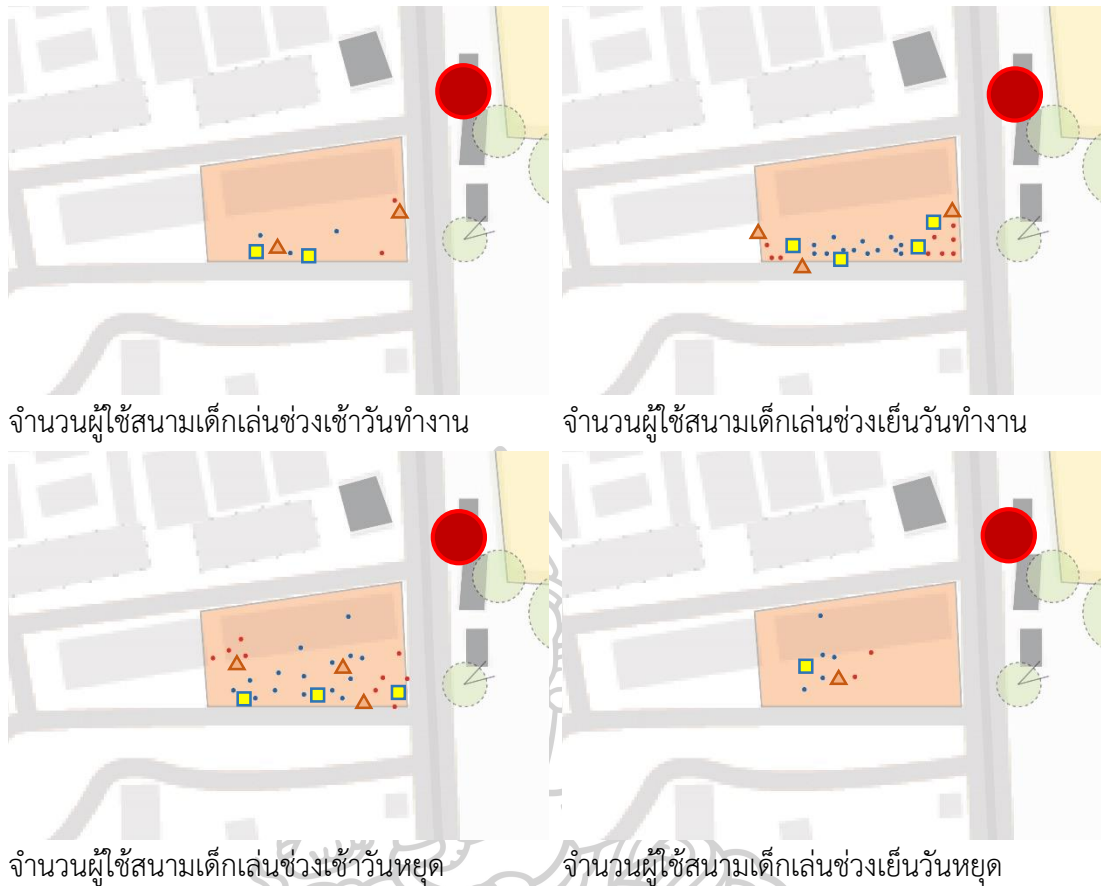 จำนวนผู้ใช้สนามเด็กเล่นช่วงเช้าวันทำงาน
จำนวนผู้ใช้สนามเด็กเล่นช่วงเย็นวันทำงาน
จำนวนผู้ใช้สนามเด็กเล่นช่วงเช้าวันหยุด
จำนวนผู้ใช้สนามเด็กเล่นช่วงเย็นวันหยุด